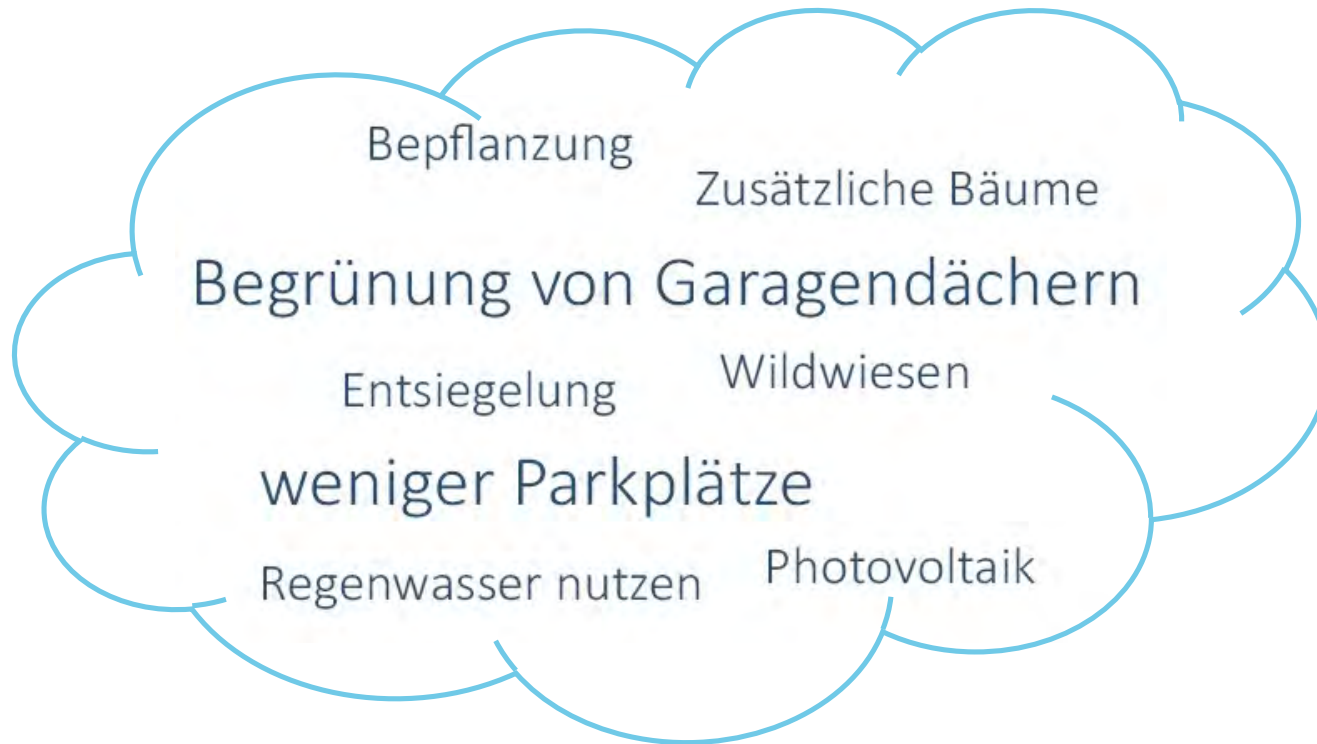 Bepflanzung
Zusätzliche Bäume
Begrünung von Garagendächern
Wildwiesen
Entsiegelung
weniger Parkplätze
Photovoltaik
Regenwasser nutzen